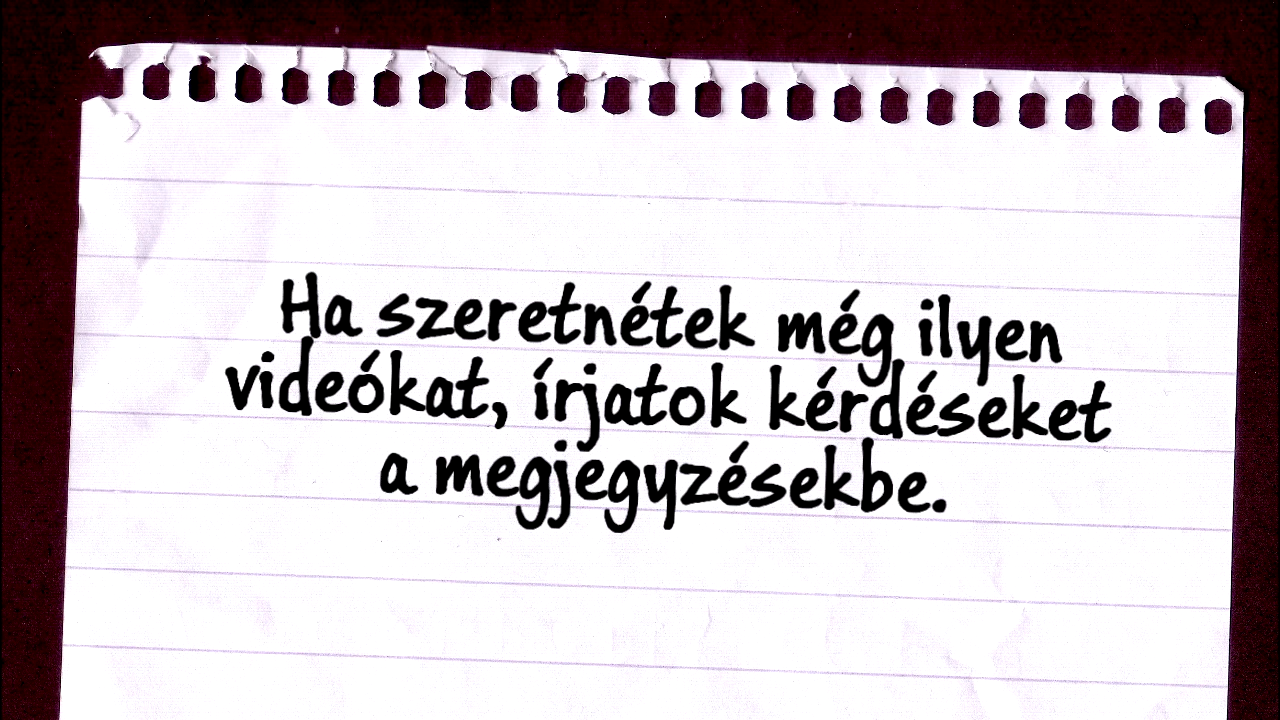 Ha szeretnétek még ilyen
videókat, írjatok kérdéseket
a megjegyzésekbe.